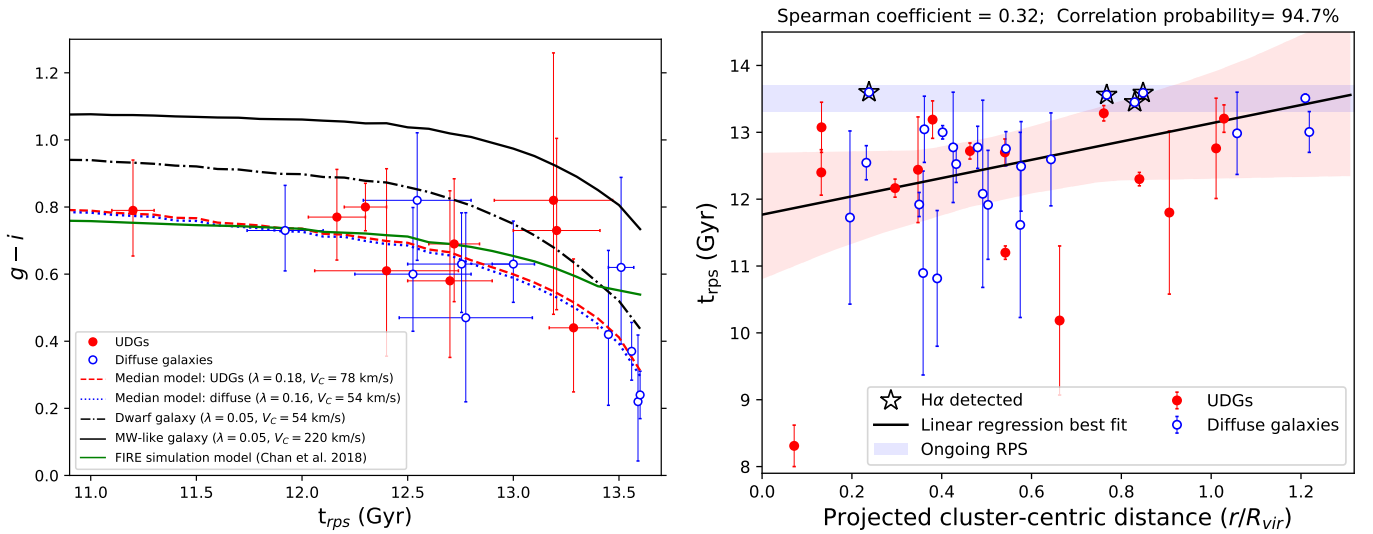 1.2
1.0
0.8
0.6
0.4
0.2
0.0
g − i
UDGs
Diffuse galaxies
Median model: UDGs (λ = 0.18, V_C = 78 km/s)
Median model: diffuse (λ = 0.16, V_C = 54 km/s)
Dwarf galaxy (λ = 0.05, V_C = 54 km/s)
MW-like galaxy (λ = 0.05, V_C = 220 km/s)
FIRE simulation model (Chan et al. 2018)
11.0 11.5 12.0 12.5 13.0 13.5
t_rps (Gyr)
Spearman coefficient = 0.32; Correlation probability= 94.7%
14
13
12
11
10
9
8
t_rps (Gyr)
Hα detected
Linear regression best fit
Ongoing RPS
UDGs
Diffuse galaxies
0.0 0.2 0.4 0.6 0.8 1.0 1.2
Projected cluster-centric distance (r/R_vir)